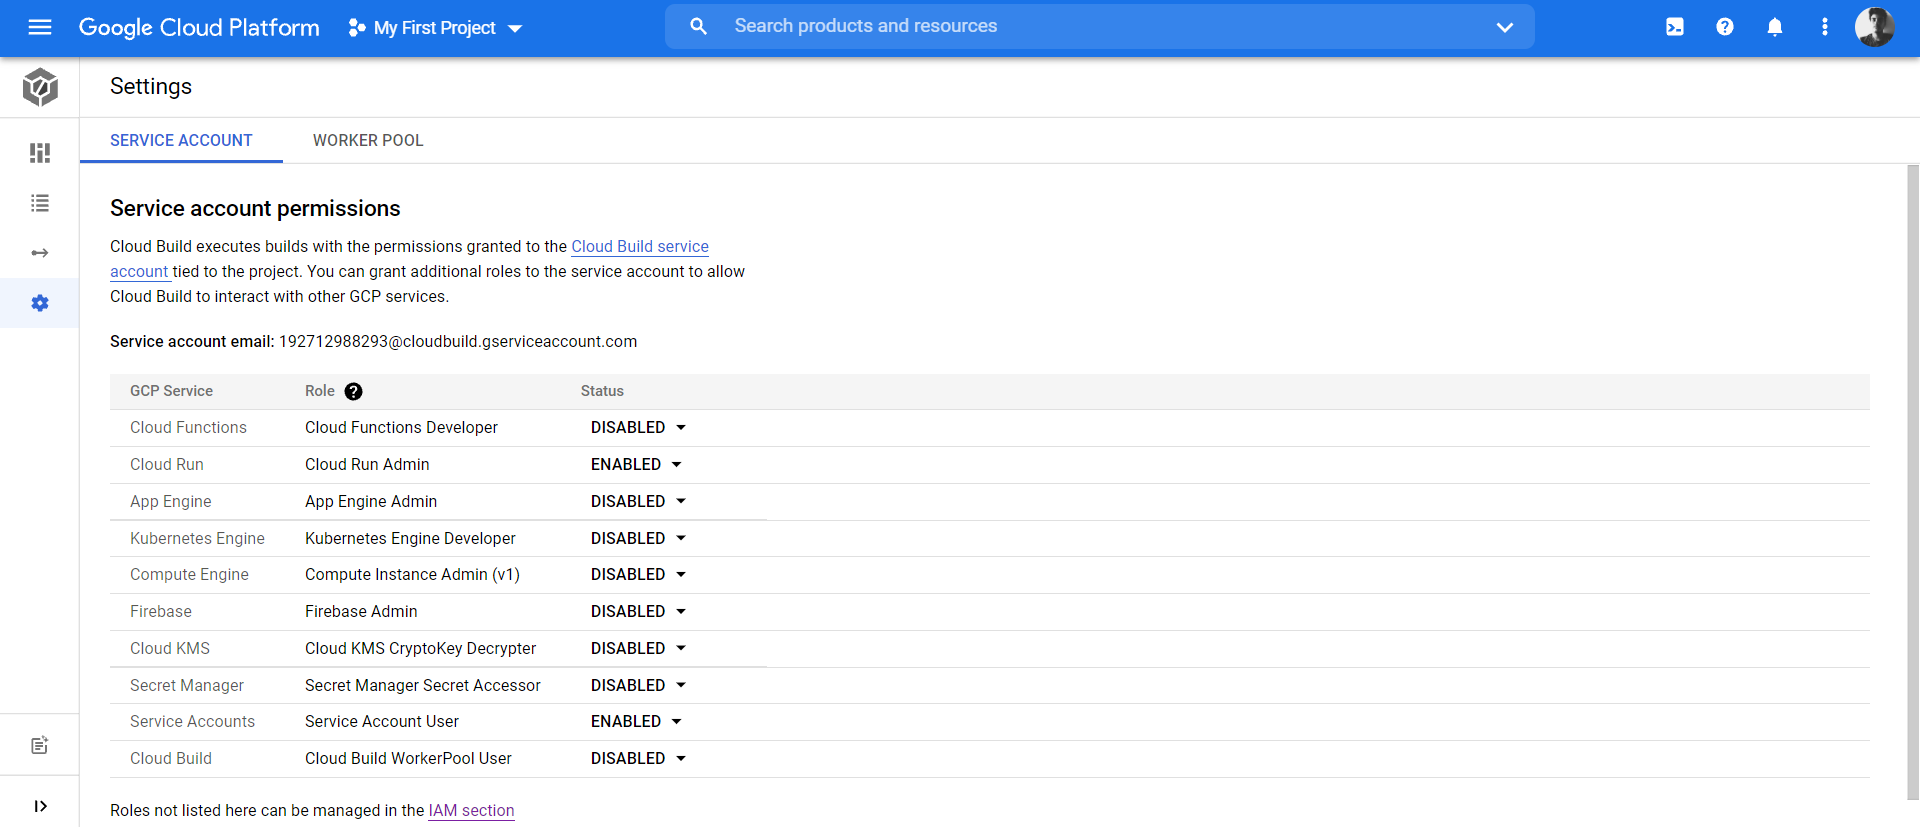 Google Cloud Platform
My First Project
Search products and resources
Settings
SERVICE ACCOUNT
WORKER POOL
Service account permissions
Cloud Build executes builds with the permissions granted to the Cloud Build service
account tied to the project. You can grant additional roles to the service account to allow
Cloud Build to interact with other GCP services.
Service account email: 192712988293@cloudbuild.gserviceaccount.com
GCP Service Role ? Status
Cloud Functions Cloud Functions Developer DISABLED
Cloud Run Cloud Run Admin ENABLED
App Engine App Engine Admin DISABLED
Kubernetes Engine Kubernetes Engine Developer DISABLED
Compute Engine Compute Instance Admin (v1) DISABLED
Firebase Firebase Admin DISABLED
Cloud KMS Cloud KMS CryptoKey Decrypter DISABLED
Secret Manager Secret Manager Secret Accessor DISABLED
Service Accounts Service Account User ENABLED
Cloud Build Cloud Build WorkerPool User DISABLED
Roles not listed here can be managed in the IAM section